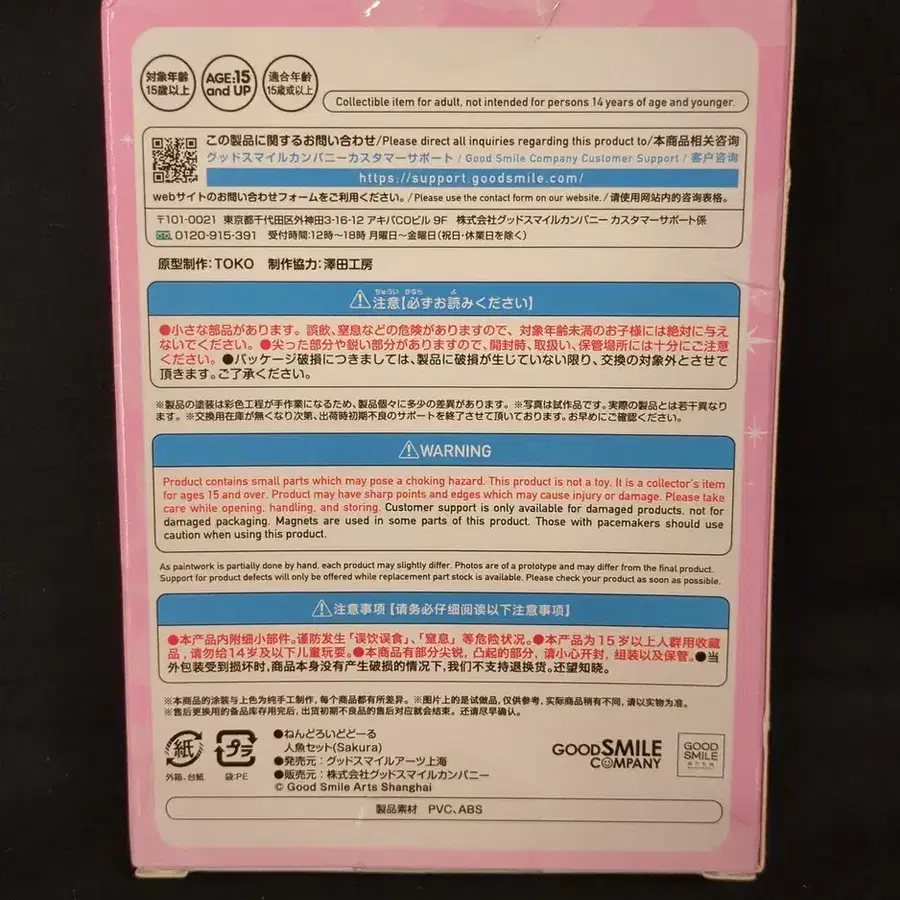 対象年齢
15歳以上
AGE:15
and UP
適合年齢
15歳或以上
Collectible item for adult, not intended for persons 14 years of age and younger.
この製品に関するお問い合わせ/Please direct all inquiries regarding this product to/本商品相关咨询
グッドスマイルカンパニーカスタマーサポート / Good Smile Company Customer Support / 客户咨询
https://support.goodsmile.com/
webサイトのお問い合わせフォームをご利用ください。/ Please use the contact form on our website. / 请使用网站内的咨询表格。
〒101-0021 東京都千代田区外神田3-16-12 アキバCOビル 9F 株式会社グッドスマイルカンパニー カスタマーサポート係
0120-915-391 受付時間:12時〜18時 月曜日〜金曜日(祝日・休業日を除く)
原型制作:TOKO 制作協力:澤田工房
ちゅうい かなら よ
⚠注意【必ずお読みください】
●小さな部品があります。誤飲、窒息などの危険がありますので、対象年齢未満のお子様には絶対に与え
ないでください。●尖った部分や鋭い部分がありますので、開封時、取扱い、保管場所には十分にご注意
ください。●パッケージ破損につきましては、製品に破損が生じていない限り、交換の対象外とさせて
頂きます。ご了承ください。
※製品の塗装は彩色工程が手作業になるため、製品個々に多少の差異があります。※写真は試作品です。実際の製品とは若干異なり
ます。※交換用在庫が無くなり次第、出荷時初期不良のサポートを終了させて頂いております。お早めにご確認ください。
⚠WARNING
Product contains small parts which may pose a choking hazard. This product is not a toy. It is a collector's item
for ages 15 and over. Product may have sharp points and edges which may cause injury or damage. Please take
care while opening, handling, and storing. Customer support is only available for damaged products, not for
damaged packaging. Magnets are used in some parts of this product. Those with pacemakers should use
caution when using this product.
As paintwork is partially done by hand, each product may slightly differ. Photos are of a prototype and may differ from the final product.
Support for product defects will only be offered while replacement part stock is available. Please check your product as soon as possible.
⚠注意事项【请务必仔细阅读以下注意事项】
●本产品内附细小部件。谨防发生「误饮误食」、「窒息」等危险状况。●本产品为15岁以上人群用收藏
品，请勿给14岁及以下儿童玩耍。●本商品有部分尖锐，凸起的部分，请小心开封，组装以及保管。●当
外包装受到损坏时，商品本身没有产生破损的情况下，我们不支持退换货。还望知晓。
※本商品的涂装与上色为纯手工制作，每个商品都有所差异。※图片上的是试做品，仅供参考，实际商品稍有不同，请以实物为准。
※售后更换用的备品库存用完后，出货初期不良品的售后对应就会结束。还请尽早确认。
紙
外箱、台紙
プラ
袋:PE
●ねんどろいどどーる
人魚セット(Sakura)
●発売元：グッドスマイルアーツ上海
●販売元：株式会社グッドスマイルカンパニー
© Good Smile Arts Shanghai
GOODSMILE
COMPANY
GOOD
SMILE
製品素材 PVC、ABS